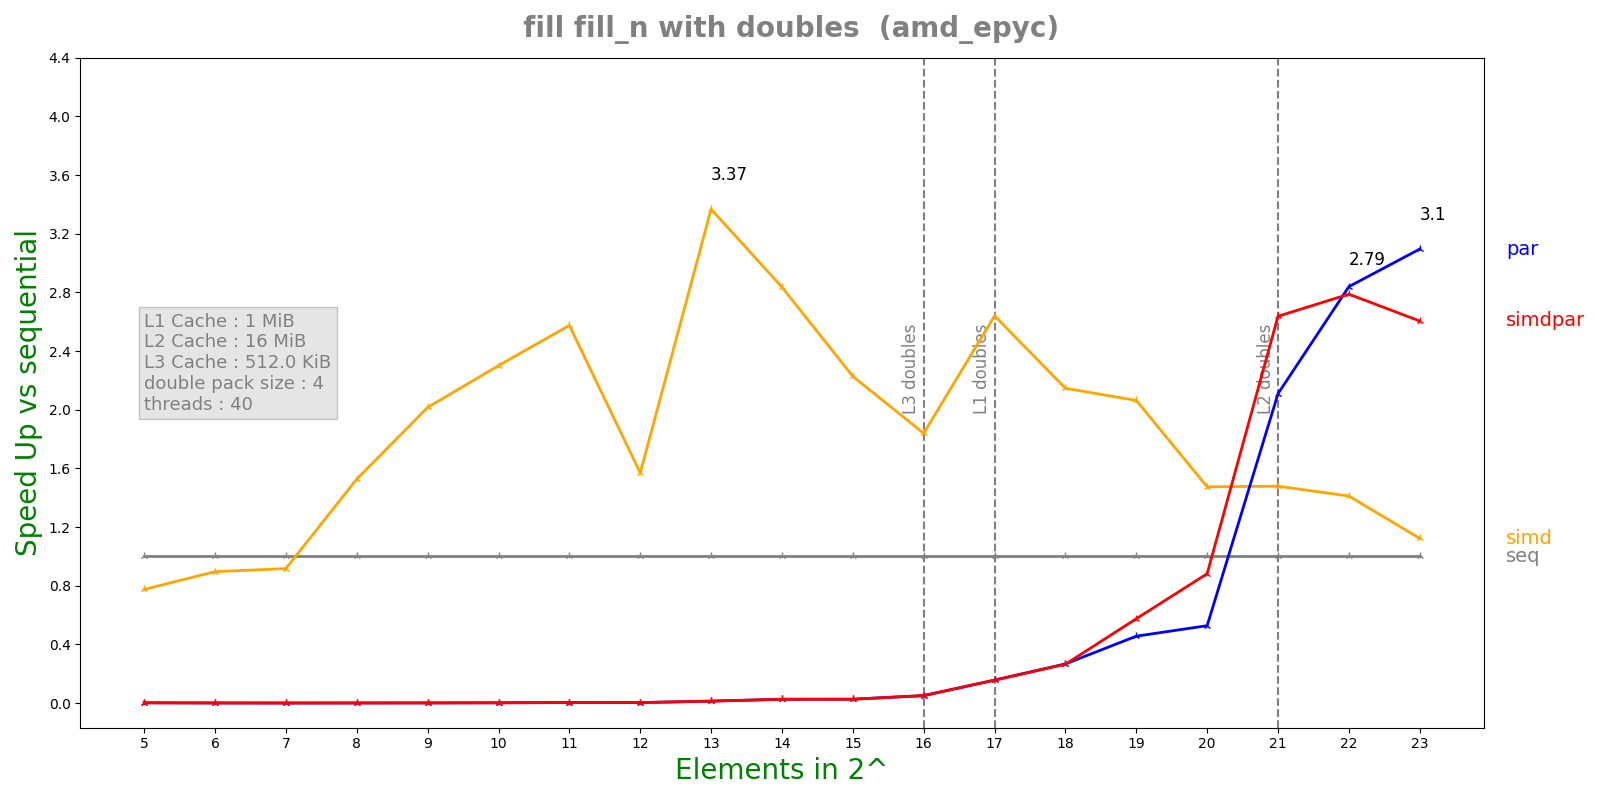 fill fill_n with doubles  (amd_epyc)
Speed Up vs sequential
4.4
4.0
3.6
3.2
2.8
2.4
2.0
1.6
1.2
0.8
0.4
0.0
3.37
2.79
3.1
L1 Cache : 1 MiB
L2 Cache : 16 MiB
L3 Cache : 512.0 KiB
double pack size : 4
threads : 40
L3 doubles
L1 doubles
L2 doubles
par
simdpar
simd
seq
5 6 7 8 9 10 11 12 13 14 15 16 17 18 19 20 21 22 23
Elements in 2^